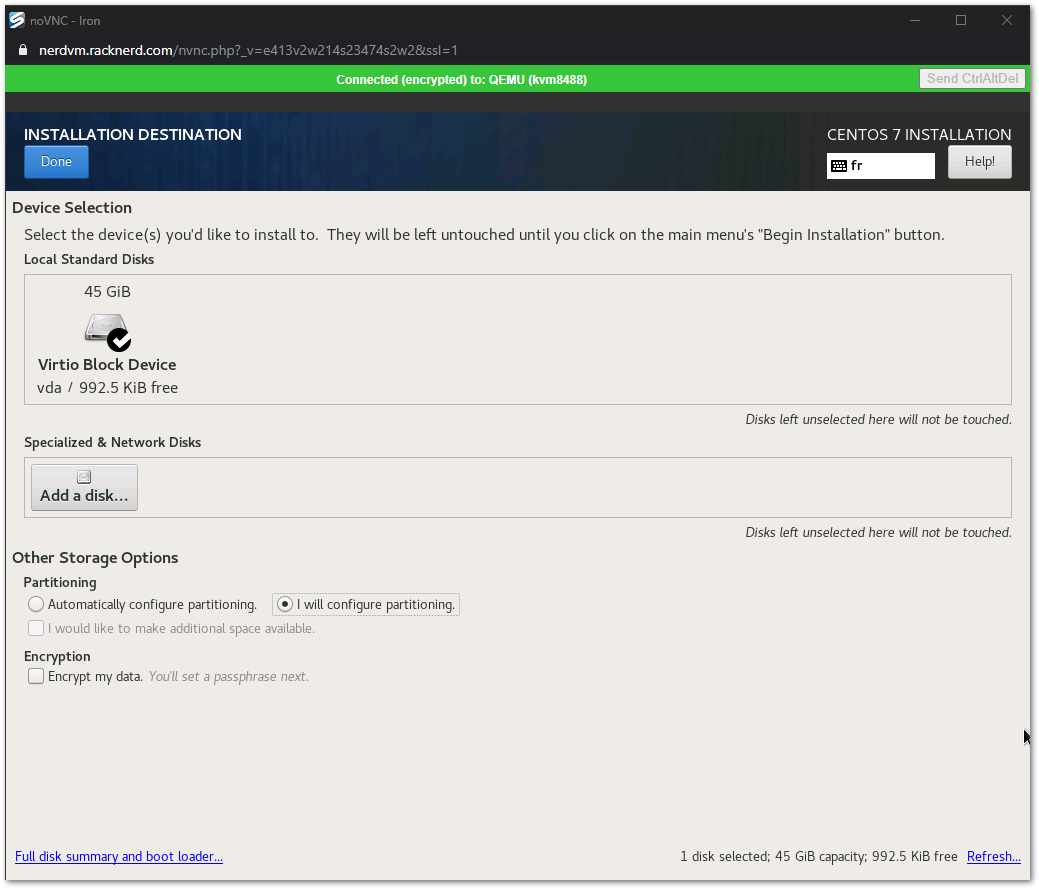 noVNC - Iron
nerdvm.racknerd.com/nvnc.php?_v=e413v2w214s23474s2w2&ssl=1
Connected (encrypted) to: QEMU (kvm8488)
Send CtrlAltDel
INSTALLATION DESTINATION
CENTOS 7 INSTALLATION
Done
fr
Help!
Device Selection
Select the device(s) you'd like to install to. They will be left untouched until you click on the main menu's "Begin Installation" button.
Local Standard Disks
45 GiB
Virtio Block Device
vda / 992.5 KiB free
Disks left unselected here will not be touched.
Specialized & Network Disks
Add a disk...
Disks left unselected here will not be touched.
Other Storage Options
Partitioning
Automatically configure partitioning. I will configure partitioning.
I would like to make additional space available.
Encryption
Encrypt my data. You'll set a passphrase next.
Full disk summary and boot loader...
1 disk selected; 45 GiB capacity; 992.5 KiB free Refresh...